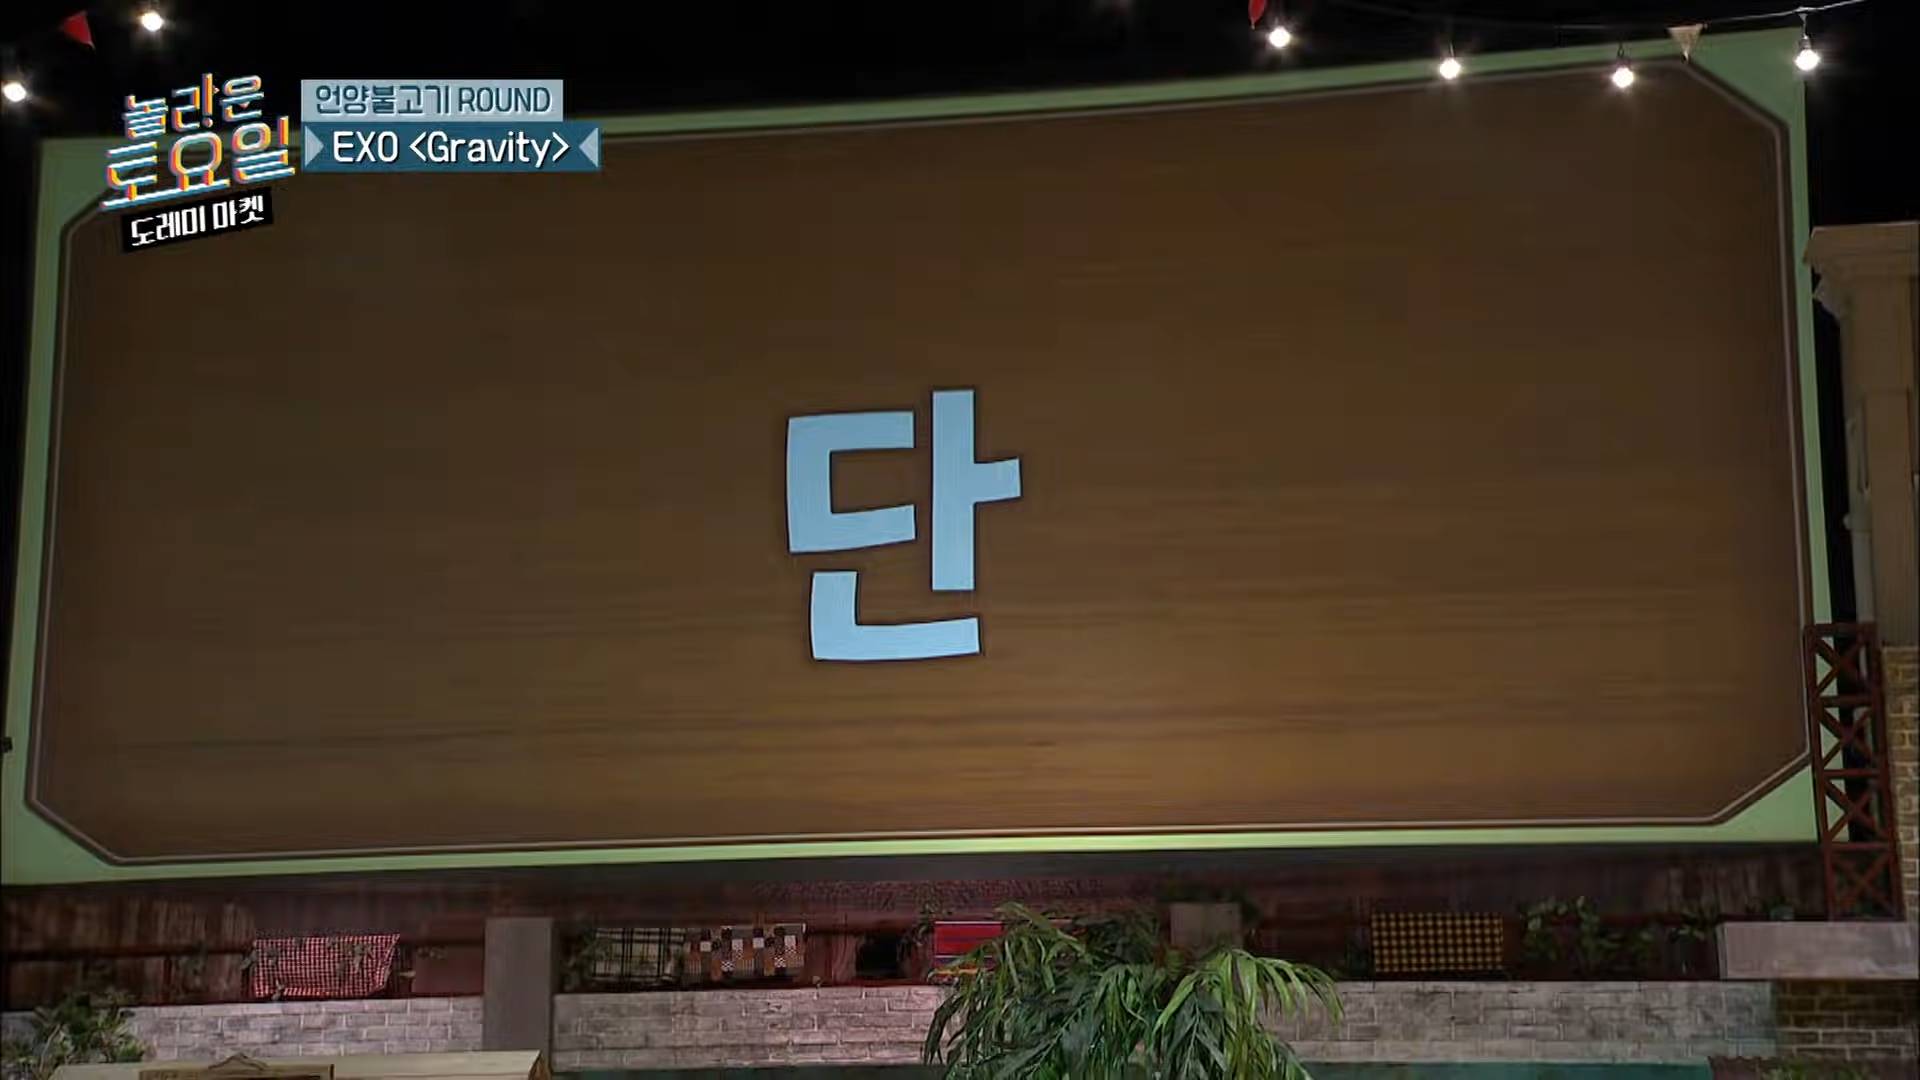 놀라운
토요일
도레미 마켓
언양불고기 ROUND
EXO <Gravity>
단